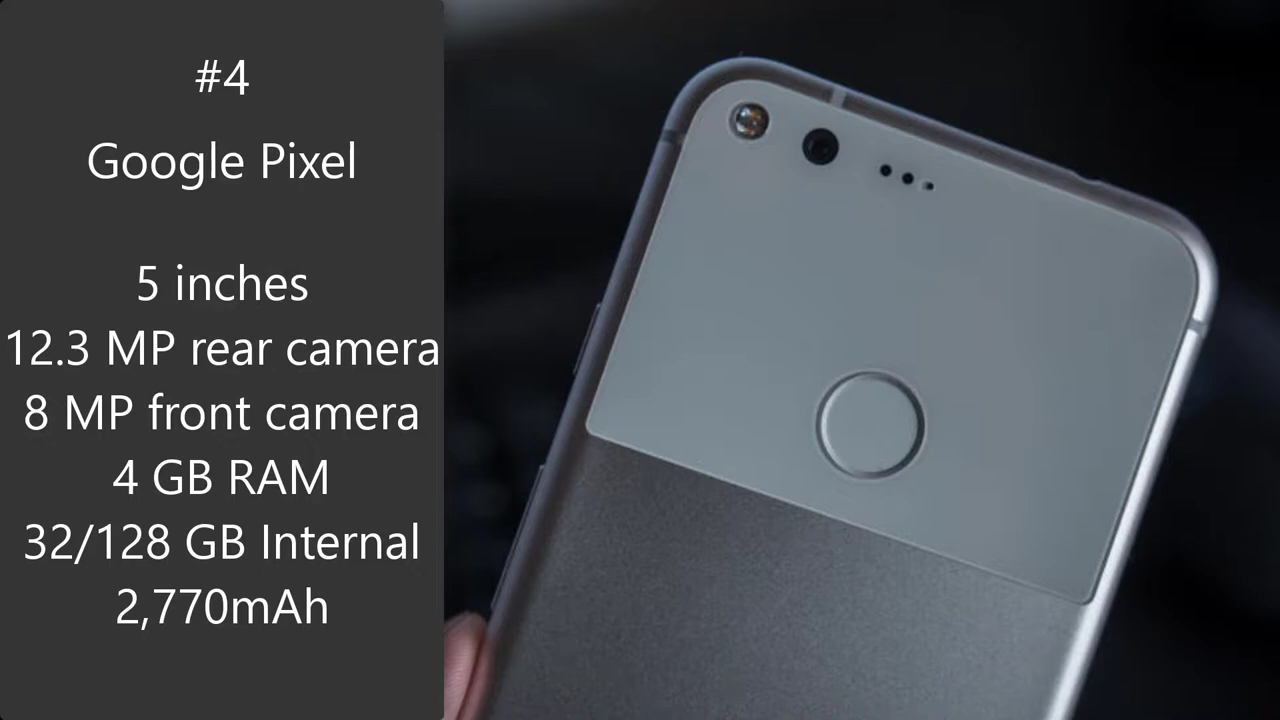 #4
Google Pixel
5 inches
12.3 MP rear camera
8 MP front camera
4 GB RAM
32/128 GB Internal
2,770mAh